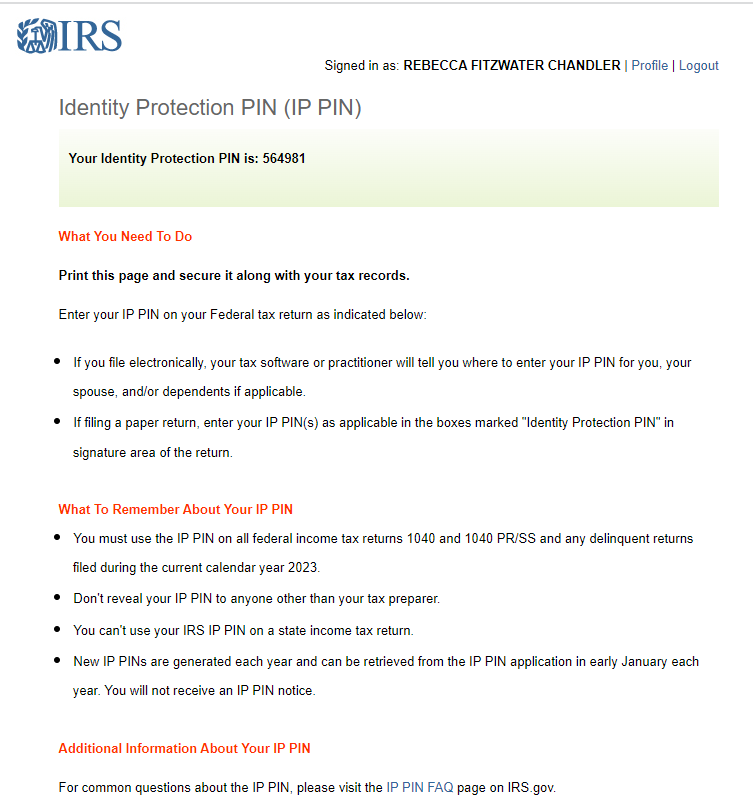 IRS
Signed in as: REBECCA FITZWATER CHANDLER | Profile | Logout
Identity Protection PIN (IP PIN)
Your Identity Protection PIN is: 564981
What You Need To Do
Print this page and secure it along with your tax records.
Enter your IP PIN on your Federal tax return as indicated below:
• If you file electronically, your tax software or practitioner will tell you where to enter your IP PIN for you, your
spouse, and/or dependents if applicable.
• If filing a paper return, enter your IP PIN(s) as applicable in the boxes marked "Identity Protection PIN" in
signature area of the return.
What To Remember About Your IP PIN
• You must use the IP PIN on all federal income tax returns 1040 and 1040 PR/SS and any delinquent returns
filed during the current calendar year 2023.
• Don't reveal your IP PIN to anyone other than your tax preparer.
• You can't use your IRS IP PIN on a state income tax return.
• New IP PINs are generated each year and can be retrieved from the IP PIN application in early January each
year. You will not receive an IP PIN notice.
Additional Information About Your IP PIN
For common questions about the IP PIN, please visit the IP PIN FAQ page on IRS.gov.